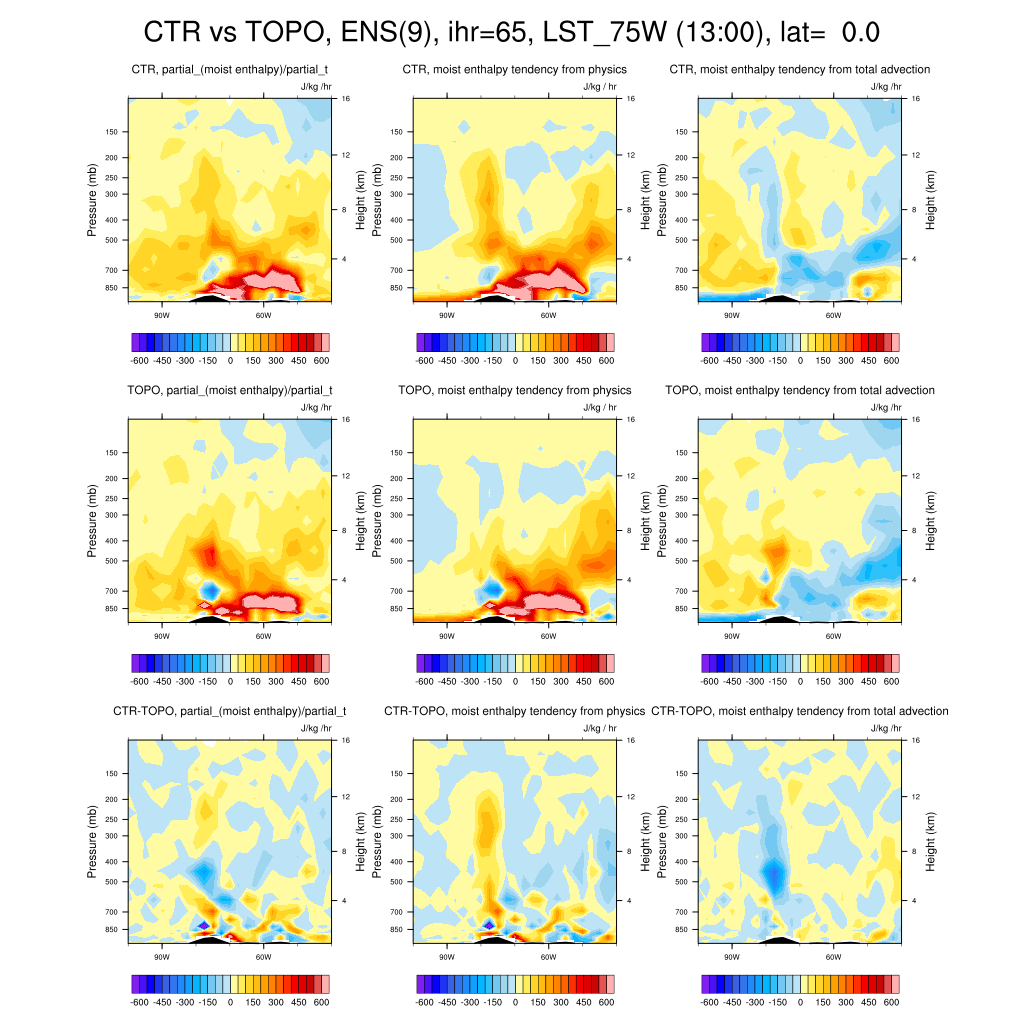 CTR vs TOPO, ENS(9), ihr=65, LST_75W (13:00), lat=  0.0
CTR, partial_(moist enthalpy)/partial_t
J/kg /hr
CTR, moist enthalpy tendency from physics
J/kg / hr
CTR, moist enthalpy tendency from total advection
J/kg /hr
Pressure (mb)
150
200
250
300
400
500
700
850
16
12
8
4
Height (km)
90W
60W
Pressure (mb)
150
200
250
300
400
500
700
850
16
12
8
4
Height (km)
90W
60W
Pressure (mb)
150
200
250
300
400
500
700
850
16
12
8
4
Height (km)
90W
60W
-600 -450 -300 -150 0 150 300 450 600
-600 -450 -300 -150 0 150 300 450 600
-600 -450 -300 -150 0 150 300 450 600
TOPO, partial_(moist enthalpy)/partial_t
J/kg /hr
TOPO, moist enthalpy tendency from physics
J/kg / hr
TOPO, moist enthalpy tendency from total advection
J/kg /hr
Pressure (mb)
150
200
250
300
400
500
700
850
16
12
8
4
Height (km)
90W
60W
Pressure (mb)
150
200
250
300
400
500
700
850
16
12
8
4
Height (km)
90W
60W
Pressure (mb)
150
200
250
300
400
500
700
850
16
12
8
4
Height (km)
90W
60W
-600 -450 -300 -150 0 150 300 450 600
-600 -450 -300 -150 0 150 300 450 600
-600 -450 -300 -150 0 150 300 450 600
CTR-TOPO, partial_(moist enthalpy)/partial_t
J/kg /hr
CTR-TOPO, moist enthalpy tendency from physics
J/kg / hr
CTR-TOPO, moist enthalpy tendency from total advection
J/kg /hr
Pressure (mb)
150
200
250
300
400
500
700
850
16
12
8
4
Height (km)
90W
60W
Pressure (mb)
150
200
250
300
400
500
700
850
16
12
8
4
Height (km)
90W
60W
Pressure (mb)
150
200
250
300
400
500
700
850
16
12
8
4
Height (km)
90W
60W
-600 -450 -300 -150 0 150 300 450 600
-600 -450 -300 -150 0 150 300 450 600
-600 -450 -300 -150 0 150 300 450 600